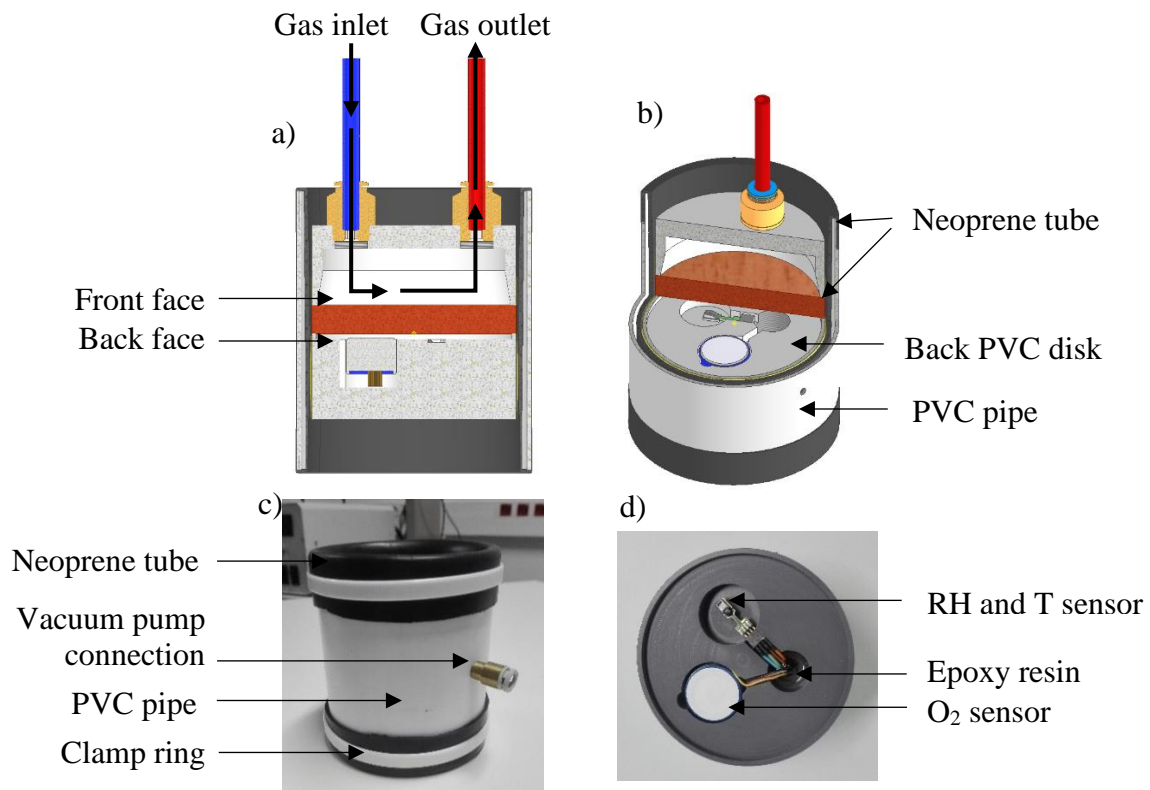 Gas inlet
Gas outlet
a)
b)
Front face
Back face
Neoprene tube
Back PVC disk
PVC pipe
c)
Neoprene tube
Vacuum pump
connection
PVC pipe
Clamp ring
d)
RH and T sensor
Epoxy resin
O₂ sensor